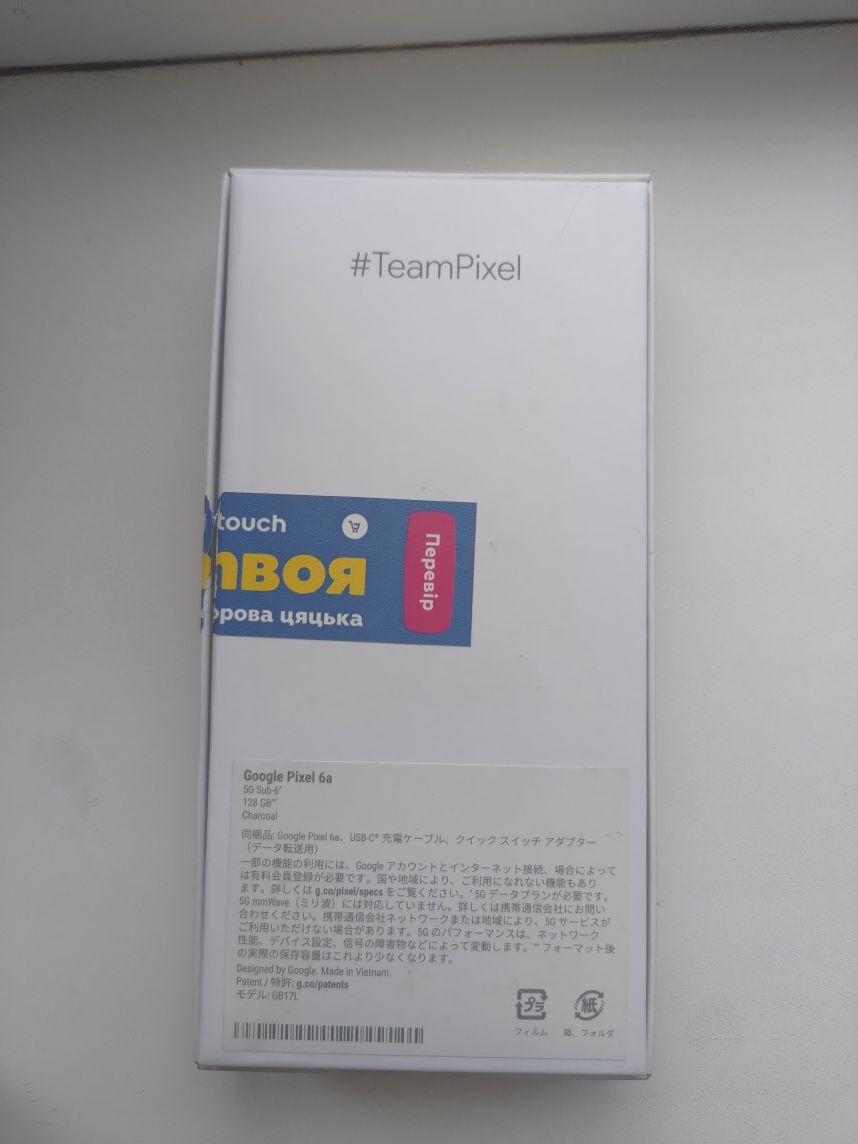 #TeamPixel
touch
твоя
рова цяцька
Перевір
Google Pixel 6a
5G Sub-6*
128 GB**
Charcoal
同梱品: Google Pixel 6a、USB-C® 充電ケーブル、クイック スイッチ アダプター
（データ転送用）
一部の機能の利用には、Google アカウントとインターネット接続、場合によって
は有料会員登録が必要です。国や地域により、ご利用になれない機能もあり
ます。詳しくは g.co/pixel/specs をご覧ください。* 5G データプランが必要です。
5G mmWave（ミリ波）には対応していません。詳しくは携帯通信会社にお問い
合わせください。携帯通信会社ネットワークまたは地域により、5G サービスが
ご利用いただけない場合があります。5G のパフォーマンスは、ネットワーク
性能、デバイス設定、信号の障害物などによって変動します。** フォーマット後
の実際の保存容量はこれより少なくなります。
Designed by Google. Made in Vietnam.
Patent / 特許: g.co/patents
モデル: GB17L
プラ
紙
フィルム
箱、フォルダ